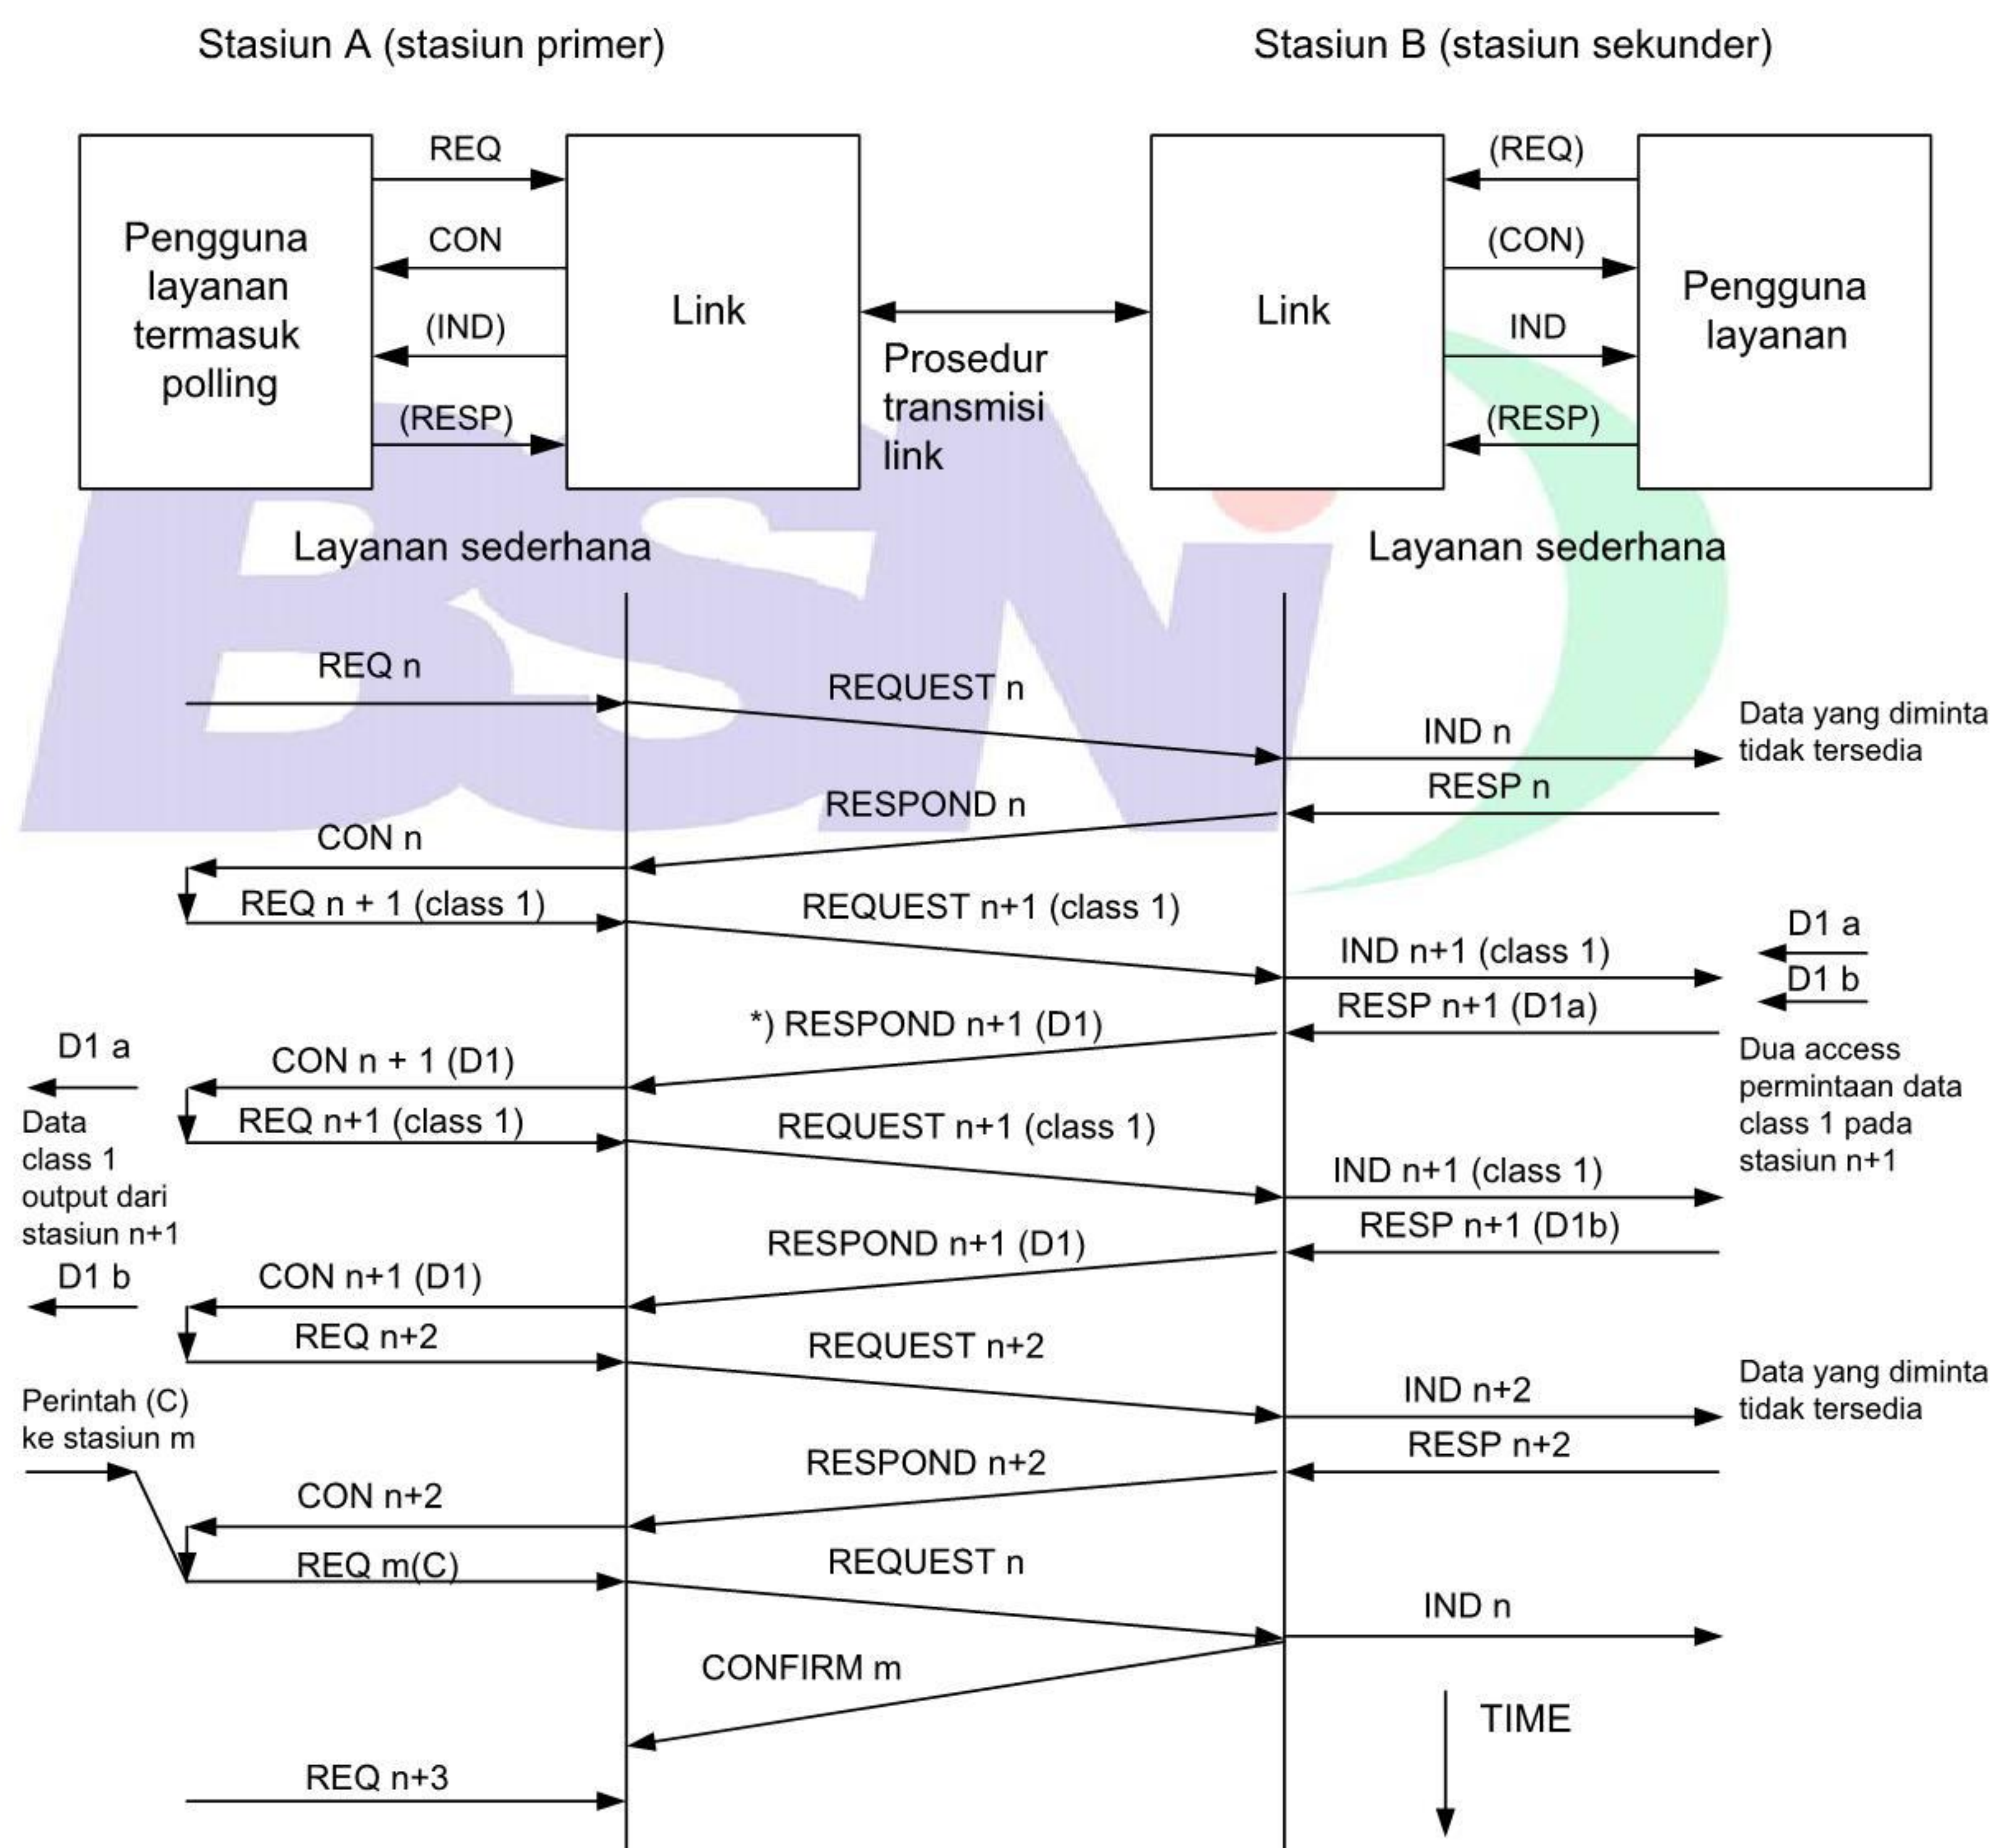 Stasiun A (stasiun primer)
Stasiun B (stasiun sekunder)
Pengguna
layanan
termasuk
polling
REQ
CON
(IND)
(RESP)
Link
Prosedur
transmisi
link
Link
(REQ)
(CON)
IND
(RESP)
Pengguna
layanan
BSNi
Layanan sederhana
Layanan sederhana
REQ n
REQUEST n
IND n
Data yang diminta
tidak tersedia
RESP n
RESPOND n
CON n
REQ n + 1 (class 1)
REQUEST n+1 (class 1)
IND n+1 (class 1)
D1 a
D1 b
RESP n+1 (D1a)
*) RESPOND n+1 (D1)
Dua access
permintaan data
class 1 pada
stasiun n+1
D1 a
CON n + 1 (D1)
Data
class 1
output dari
stasiun n+1
REQ n+1 (class 1)
REQUEST n+1 (class 1)
IND n+1 (class 1)
RESP n+1 (D1b)
RESPOND n+1 (D1)
D1 b
CON n+1 (D1)
REQ n+2
REQUEST n+2
IND n+2
Data yang diminta
tidak tersedia
Perintah (C)
ke stasiun m
RESP n+2
RESPOND n+2
CON n+2
REQ m(C)
REQUEST n
IND n
CONFIRM m
TIME
REQ n+3